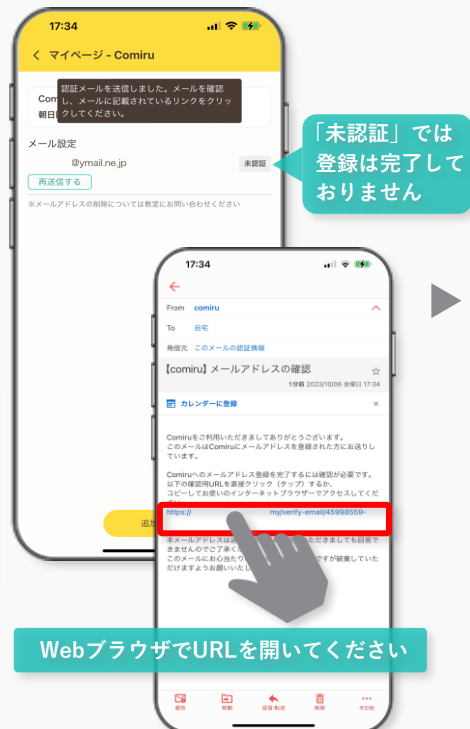 17:34
マイページ - Comiru
認証メールを送信しました。メールを確認
し、メールに記載されているリンクをクリッ
クしてください。
Com
朝日
メール設定
@ymail.ne.jp
未認証
再送信する
※メールアドレスの削除については教室にお問い合わせください
「未認証」では
登録は完了して
おりません
追加
17:34
From comiru
To 自宅
発信元 このメールの認証情報
【comiru】メールアドレスの確認
1分前 2023/10/06 金曜日 17:34
カレンダーに登録
Comiruをご利用いただきましてありがとうございます。
このメールはComiruにメールアドレスを登録された方にお送りし
ています。
Comiruへのメールアドレス登録を完了するには確認が必要です。
以下の確認用URLを直接クリック（タップ）するか、
コピーしてお使いのインターネットブラウザーでアクセスしてくだ
https:// my/verify-email/45998559-
本メールアドレスは送 ただきましても回答で
きませんのでご了承く
このメールにお心当たり ですが破棄していた
だけますようお願いいたし
WebブラウザでURLを開いてください
報告
移動
返信・転送
削除
その他